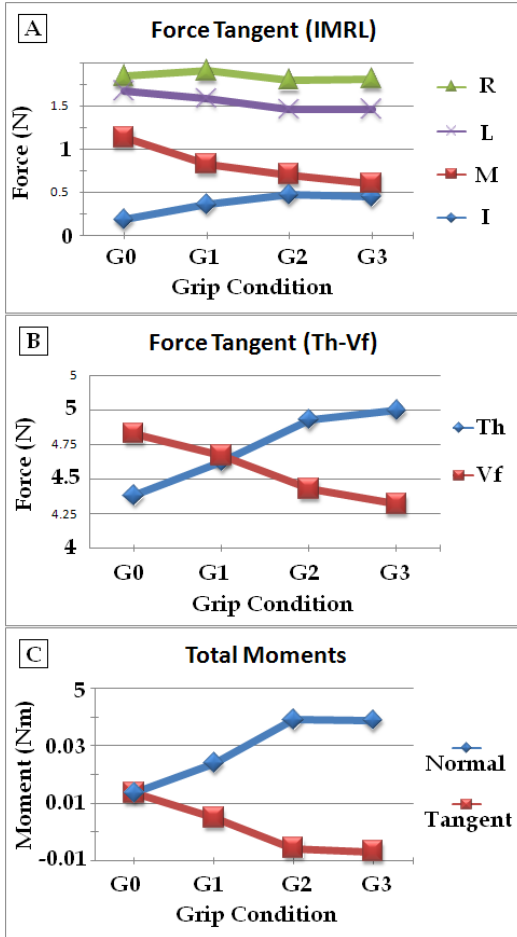 A
Force Tangent (IMRL)
1.5
1
0.5
0
Force (N)
G0 G1 G2 G3
Grip Condition
R
L
M
I
B
Force Tangent (Th-Vf)
5
5
4.75
4.5
4.25
4
Force (N)
G0 G1 G2 G3
Grip Condition
Th
Vf
C
Total Moments
5
0.03
0.01
-0.01
Moment (Nm)
G0 G1 G2 G3
Grip Condition
Normal
Tangent